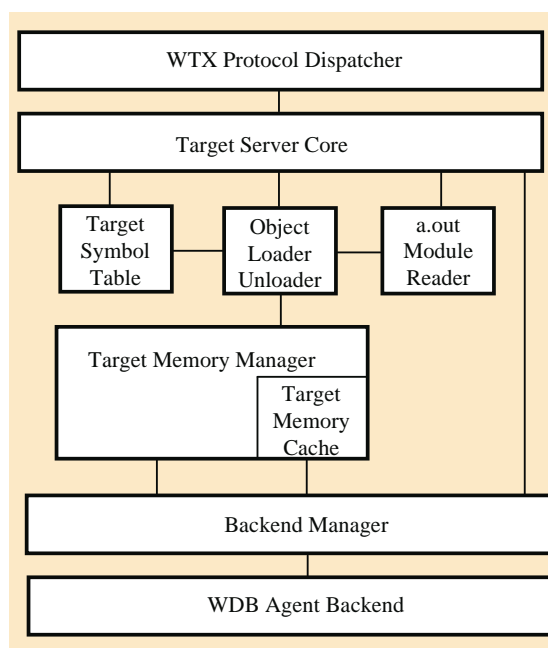 WTX Protocol Dispatcher
Target Server Core
Target
Symbol
Table
Object
Loader
Unloader
a.out
Module
Reader
Target Memory Manager
Target
Memory
Cache
Backend Manager
WDB Agent Backend